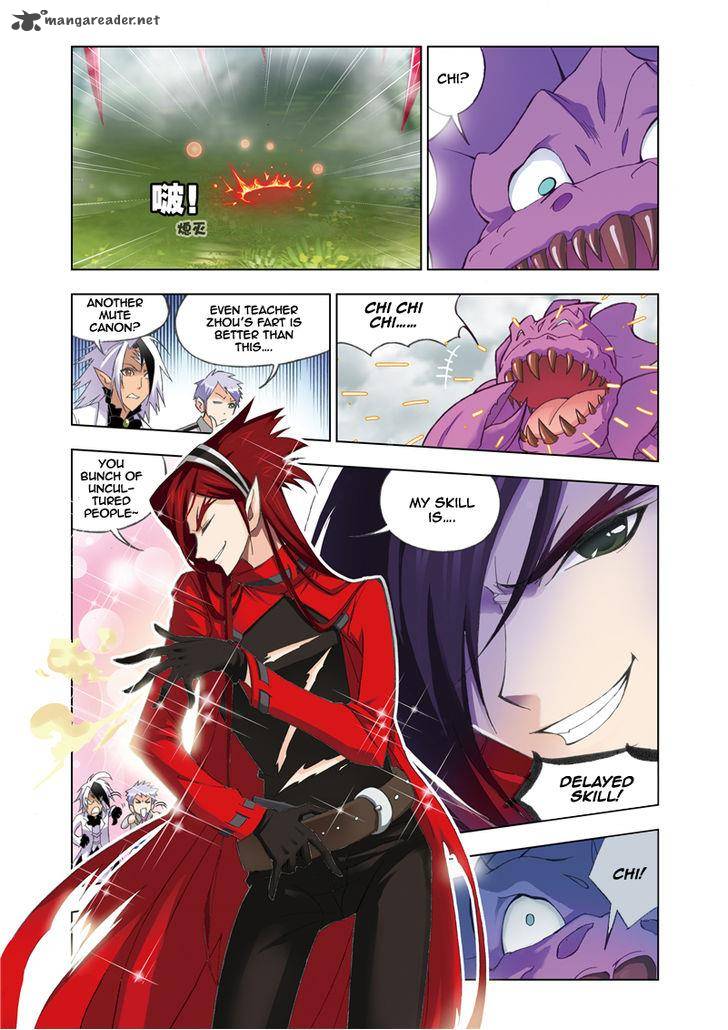 mangareader.net
啵!
熄灭
CHI?
ANOTHER
MUTE
CANON?
EVEN TEACHER
ZHOU'S FART IS
BETTER THAN
THIS....
CHI CHI
CHI......
YOU
BUNCH OF
UNCUL-
TURED
PEOPLE~
MY SKILL
IS....
DELAYED
SKILL!
CHI!